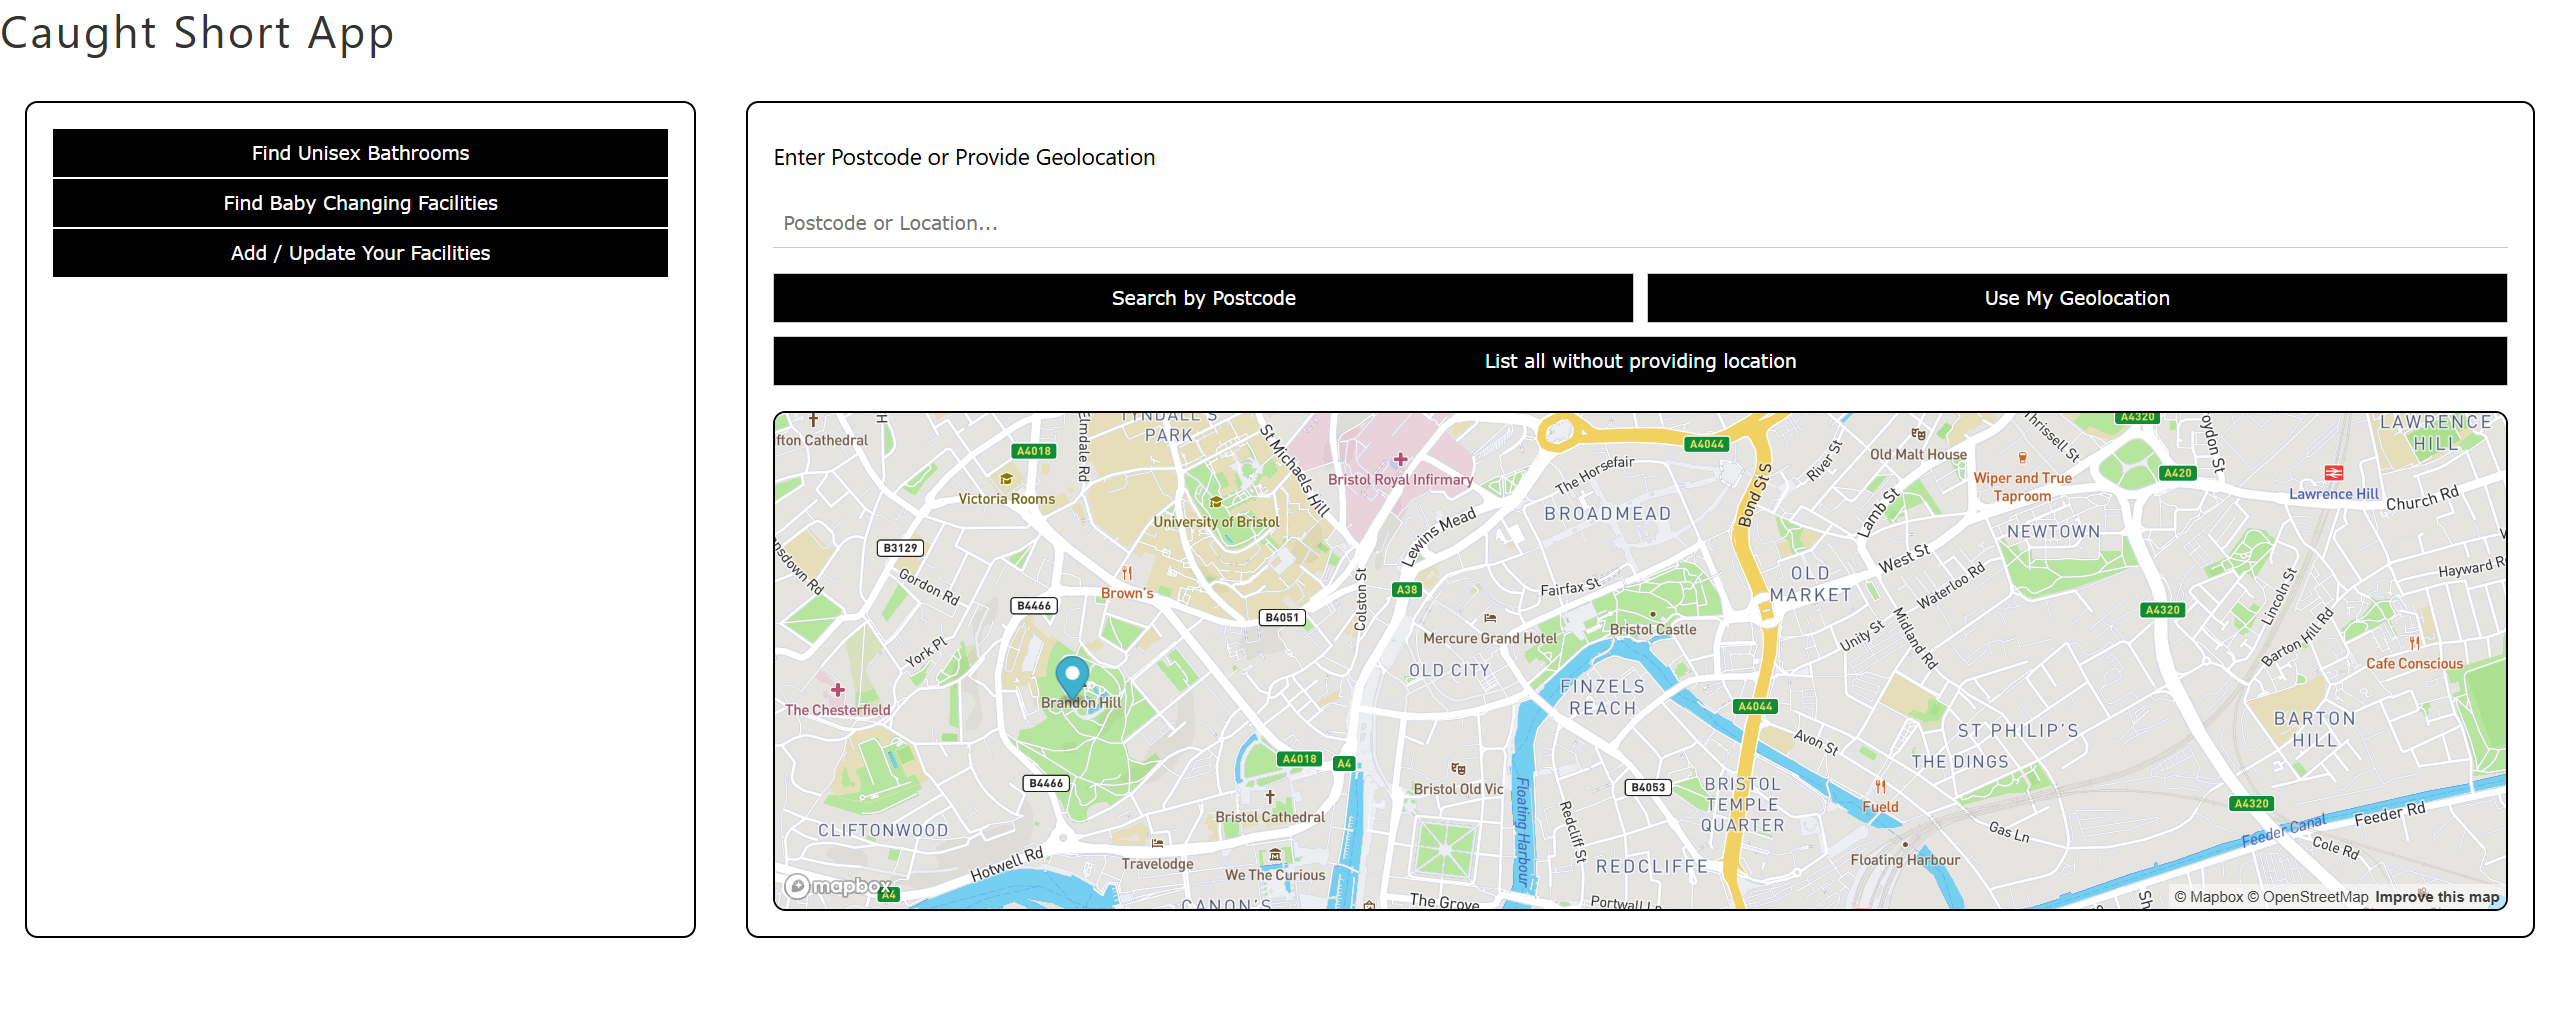 Caught Short App
Find Unisex Bathrooms
Find Baby Changing Facilities
Add / Update Your Facilities
Enter Postcode or Provide Geolocation
Postcode or Location...
Search by Postcode
Use My Geolocation
List all without providing location
TYNDALL'S
PARK
fton Cathedral
A4018
Elmdale Rd
St Michaels Hill
Victoria Rooms
University of Bristol
Bristol Royal Infirmary
Lewins Mead
The Horsefair
BROADMEAD
A4044
Bond St S
River St
Old Malt House
Lamb St
Wiper and True
Taproom
Thrissell St
A4320
oydon St
A420
Lawrence Hill
LAWRENCE
HILL
Church Rd
NEWTOWN
B3129
nsdown Rd
Gordon Rd
B4466
Brown's
B4051
Colston St
A38
Fairfax St
Mercure Grand Hotel
Bristol Castle
OLD
MARKET
West St
Waterloo Rd
Unity St
Midland Rd
A4320
Lincoln St
Hayward R
Barton Hill Rd
Cafe Conscious
York Pl
Brandon Hill
The Chesterfield
OLD CITY
FINZELS
REACH
A4044
Avon St
ST PHILIP'S
THE DINGS
BARTON
HILL
B4466
A4018
A4
Bristol Cathedral
Bristol Old Vic
Floating Harbour
Redcliff St
B4053
BRISTOL
TEMPLE
QUARTER
Fueld
Gas Ln
A4320
Feeder Canal
Feeder Rd
Cole Rd
CLIFTONWOOD
Hotwell Rd
Travelodge
We The Curious
REDCLIFFE
Floating Harbour
mapbox
A4
CANON'S
The Grove
Portwall Ln
Sh
© Mapbox © OpenStreetMap Improve this map